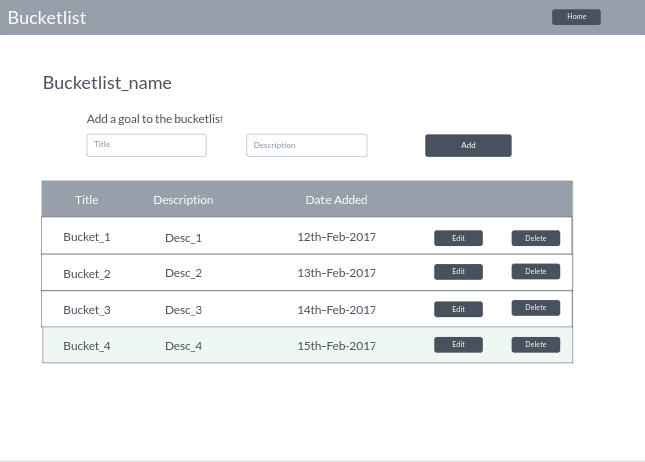 Bucketlist Home
Bucketlist_name
Add a goal to the bucketlist
Title Description Add
Title Description Date Added
Bucket_1 Desc_1 12th-Feb-2017 Edit Delete
Bucket_2 Desc_2 13th-Feb-2017 Edit Delete
Bucket_3 Desc_3 14th-Feb-2017 Edit Delete
Bucket_4 Desc_4 15th-Feb-2017 Edit Delete